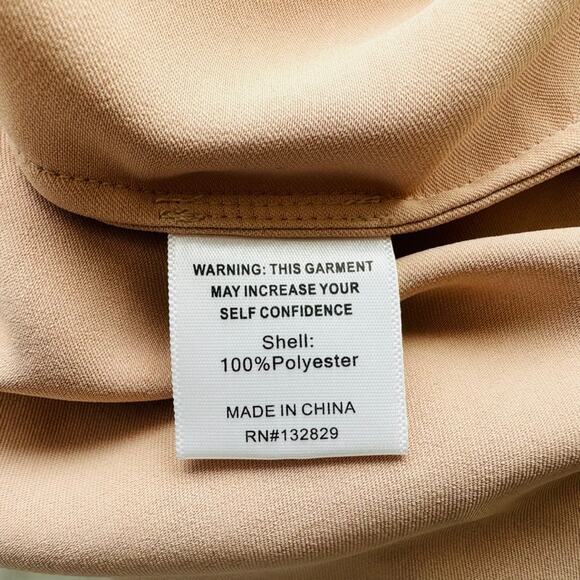 WARNING: THIS GARMENT
MAY INCREASE YOUR
SELF CONFIDENCE
Shell:
100%Polyester
MADE IN CHINA
RN#132829